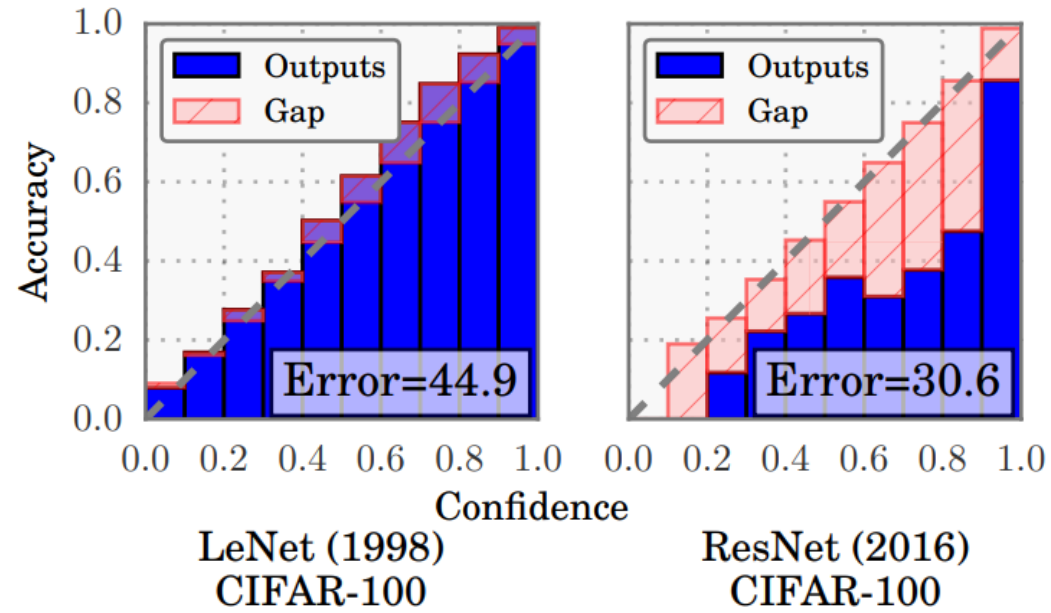 Outputs
Gap
Outputs
Gap
Accuracy
1.0
0.8
0.6
0.4
0.2
0.0
Error=44.9
Error=30.6
0.0 0.2 0.4 0.6 0.8 1.0
0.0 0.2 0.4 0.6 0.8 1.0
Confidence
LeNet (1998)
CIFAR-100
ResNet (2016)
CIFAR-100